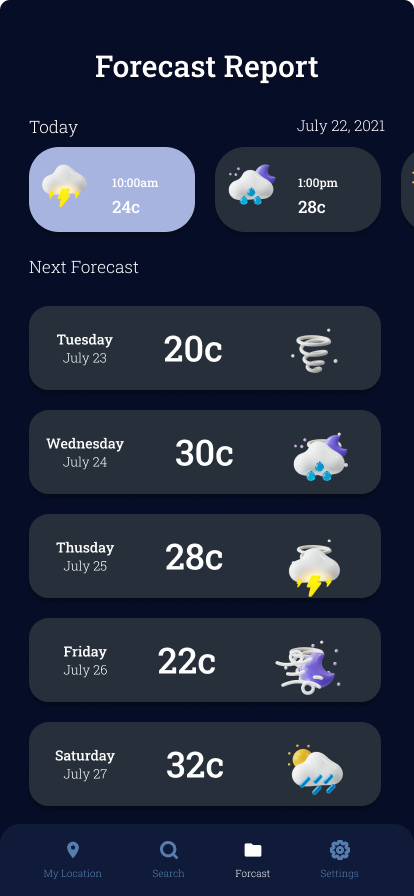 Forecast Report
Today
July 22, 2021
10:00am
24c
1:00pm
28c
Next Forecast
Tuesday
July 23
20c
Wednesday
July 24
30c
Thusday
July 25
28c
Friday
July 26
22c
Saturday
July 27
32c
My Location
Search
Forcast
Settings